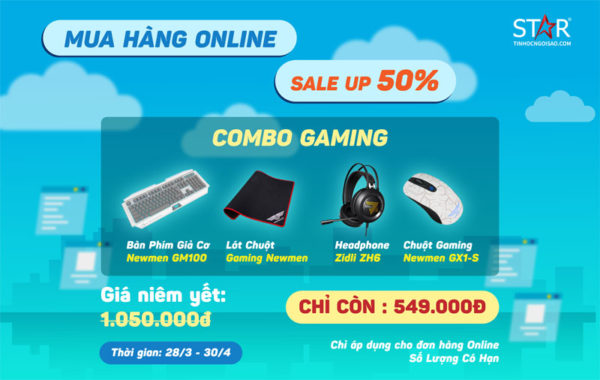 STAR
TINHOCNGOISAO.COM
MUA HÀNG ONLINE
SALE UP 50%
COMBO GAMING
Bàn Phím Giả Cơ
Newmen GM100
Lót Chuột
Gaming Newmen
Headphone
Zidli ZH6
Chuột Gaming
Newmen GX1-S
Giá niêm yết:
1.050.000đ
CHỈ CÒN : 549.000Đ
Thời gian: 28/3 - 30/4
Chỉ áp dụng cho đơn hàng Online
Số Lượng Có Hạn